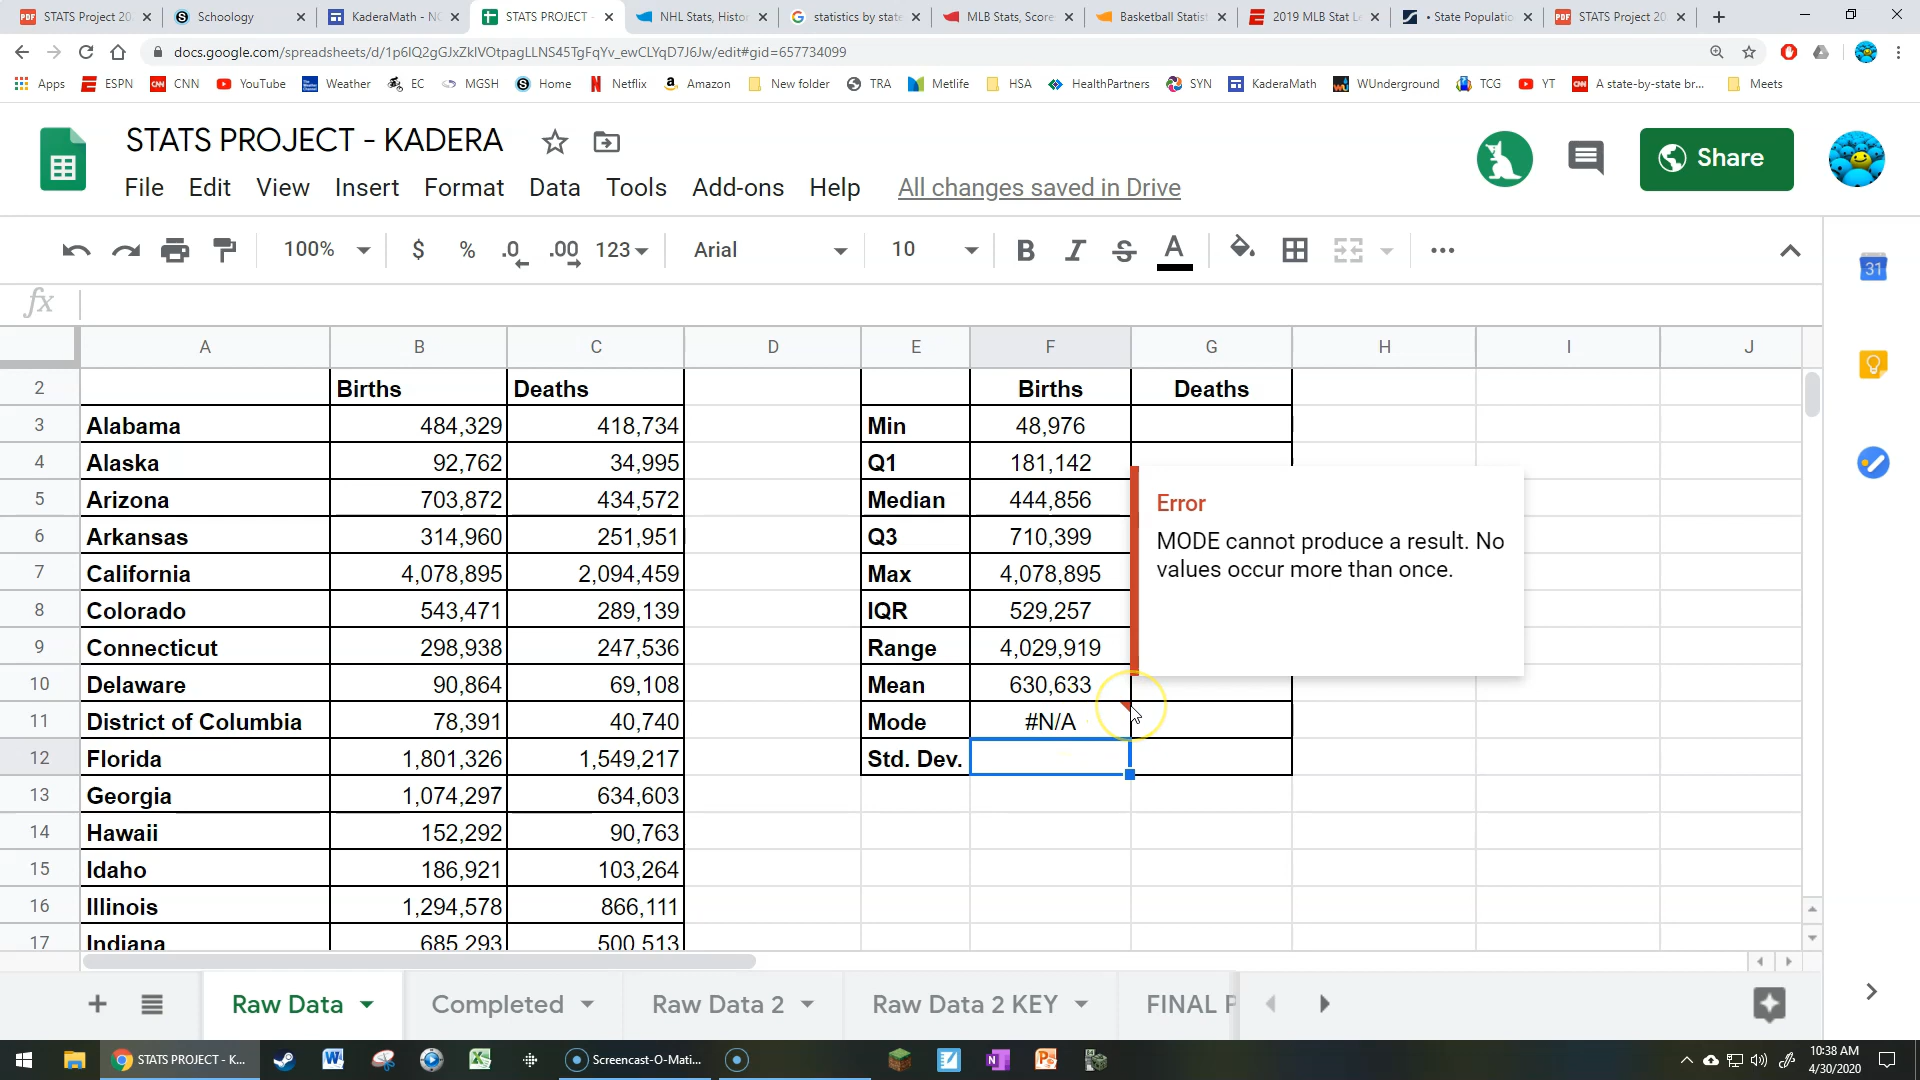 STATS Project 20
Schoology
KaderaMath - NC
STATS PROJECT -
NHL Stats, Histor
statistics by state
MLB Stats, Score
Basketball Statist
2019 MLB Stat Le
• State Populatio
STATS Project 20
docs.google.com/spreadsheets/d/1p6IQ2gGJxZkIVOtpagLLNS45TgFqYv_ewCLYqD7J6Jw/edit#gid=657734099
Apps ESPN CNN YouTube Weather EC MGSH Home Netflix Amazon New folder TRA Metlife HSA HealthPartners SYN KaderaMath WUnderground TCG YT A state-by-state br... Meets
STATS PROJECT - KADERA
Share
File Edit View Insert Format Data Tools Add-ons Help All changes saved in Drive
100% $ % .0 .00 123 Arial 10 B I S A
31
fx
A B C D E F G H I J
2 Births Deaths Births Deaths
3 Alabama 484,329 418,734 Min 48,976
4 Alaska 92,762 34,995 Q1 181,142
5 Arizona 703,872 434,572 Median 444,856
6 Arkansas 314,960 251,951 Q3 710,399
7 California 4,078,895 2,094,459 Max 4,078,895
8 Colorado 543,471 289,139 IQR 529,257
9 Connecticut 298,938 247,536 Range 4,029,919
10 Delaware 90,864 69,108 Mean 630,633
11 District of Columbia 78,391 40,740 Mode #N/A
12 Florida 1,801,326 1,549,217 Std. Dev.
13 Georgia 1,074,297 634,603
14 Hawaii 152,292 90,763
15 Idaho 186,921 103,264
16 Illinois 1,294,578 866,111
17 Indiana 685,293 500,513
Error
MODE cannot produce a result. No
values occur more than once.
Raw Data Completed Raw Data 2 Raw Data 2 KEY FINAL P
STATS PROJECT - K...
Screencast-O-Mati...
10:38 AM
4/30/2020